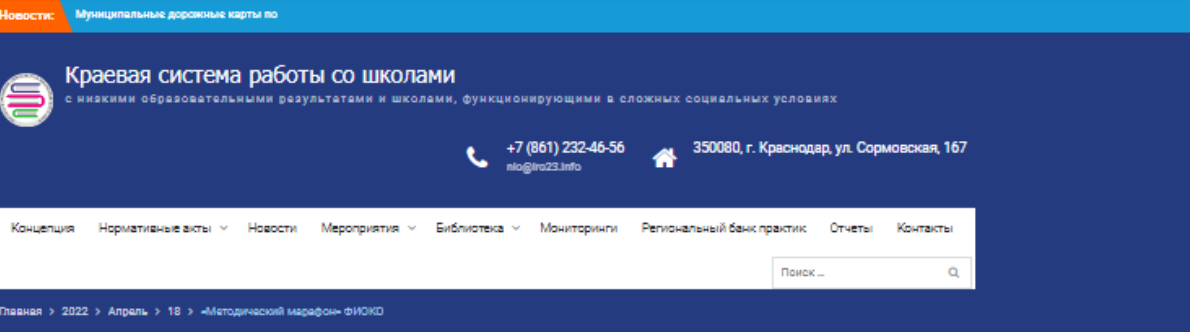 Новости: Муниципальные дорожные карты по
Краевая система работы со школами
с низкими образовательными результатами и школами, функционирующими в сложных социальных условиях
+7 (861) 232-46-56 350080, г. Краснодар, ул. Сормовская, 167
nio@iro23.info
Концепция Нормативные акты Новости Мероприятия Библиотека Мониторинги Региональный банк практик Отчеты Контакты
Поиск ...
Главная > 2022 > Апрель > 18 > «Методический марафон» ФИОКО